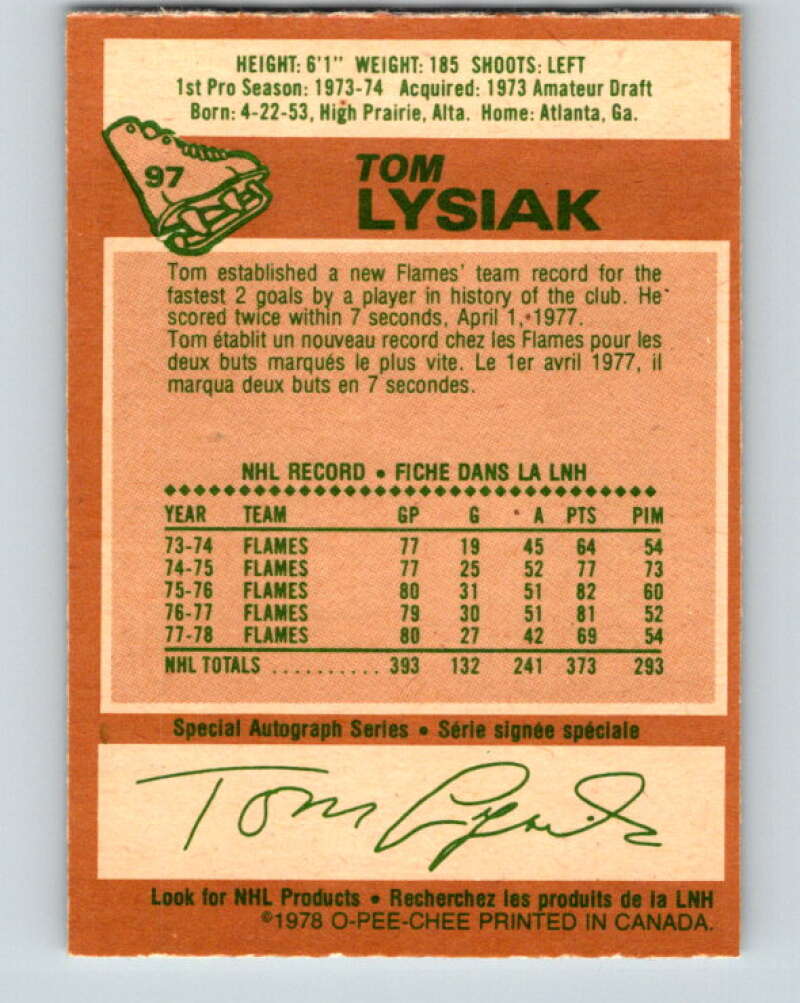 HEIGHT: 6'1" WEIGHT: 185 SHOOTS: LEFT
1st Pro Season: 1973-74 Acquired: 1973 Amateur Draft
Born: 4-22-53, High Prairie, Alta. Home: Atlanta, Ga.
97
TOM
LYSIAK
Tom established a new Flames' team record for the
fastest 2 goals by a player in history of the club. He
scored twice within 7 seconds, April 1, 1977.
Tom établit un nouveau record chez les Flames pour les
deux buts marqués le plus vite. Le 1er avril 1977, il
marqua deux buts en 7 secondes.
NHL RECORD • FICHE DANS LA LNH
YEAR TEAM GP G A PTS PIM
73-74 FLAMES 77 19 45 64 54
74-75 FLAMES 77 25 52 77 73
75-76 FLAMES 80 31 51 82 60
76-77 FLAMES 79 30 51 81 52
77-78 FLAMES 80 27 42 69 54
NHL TOTALS .......... 393 132 241 373 293
Special Autograph Series • Série signée spéciale
Tom Lysiak
Look for NHL Products • Recherchez les produits de la LNH
©1978 O-PEE-CHEE PRINTED IN CANADA.